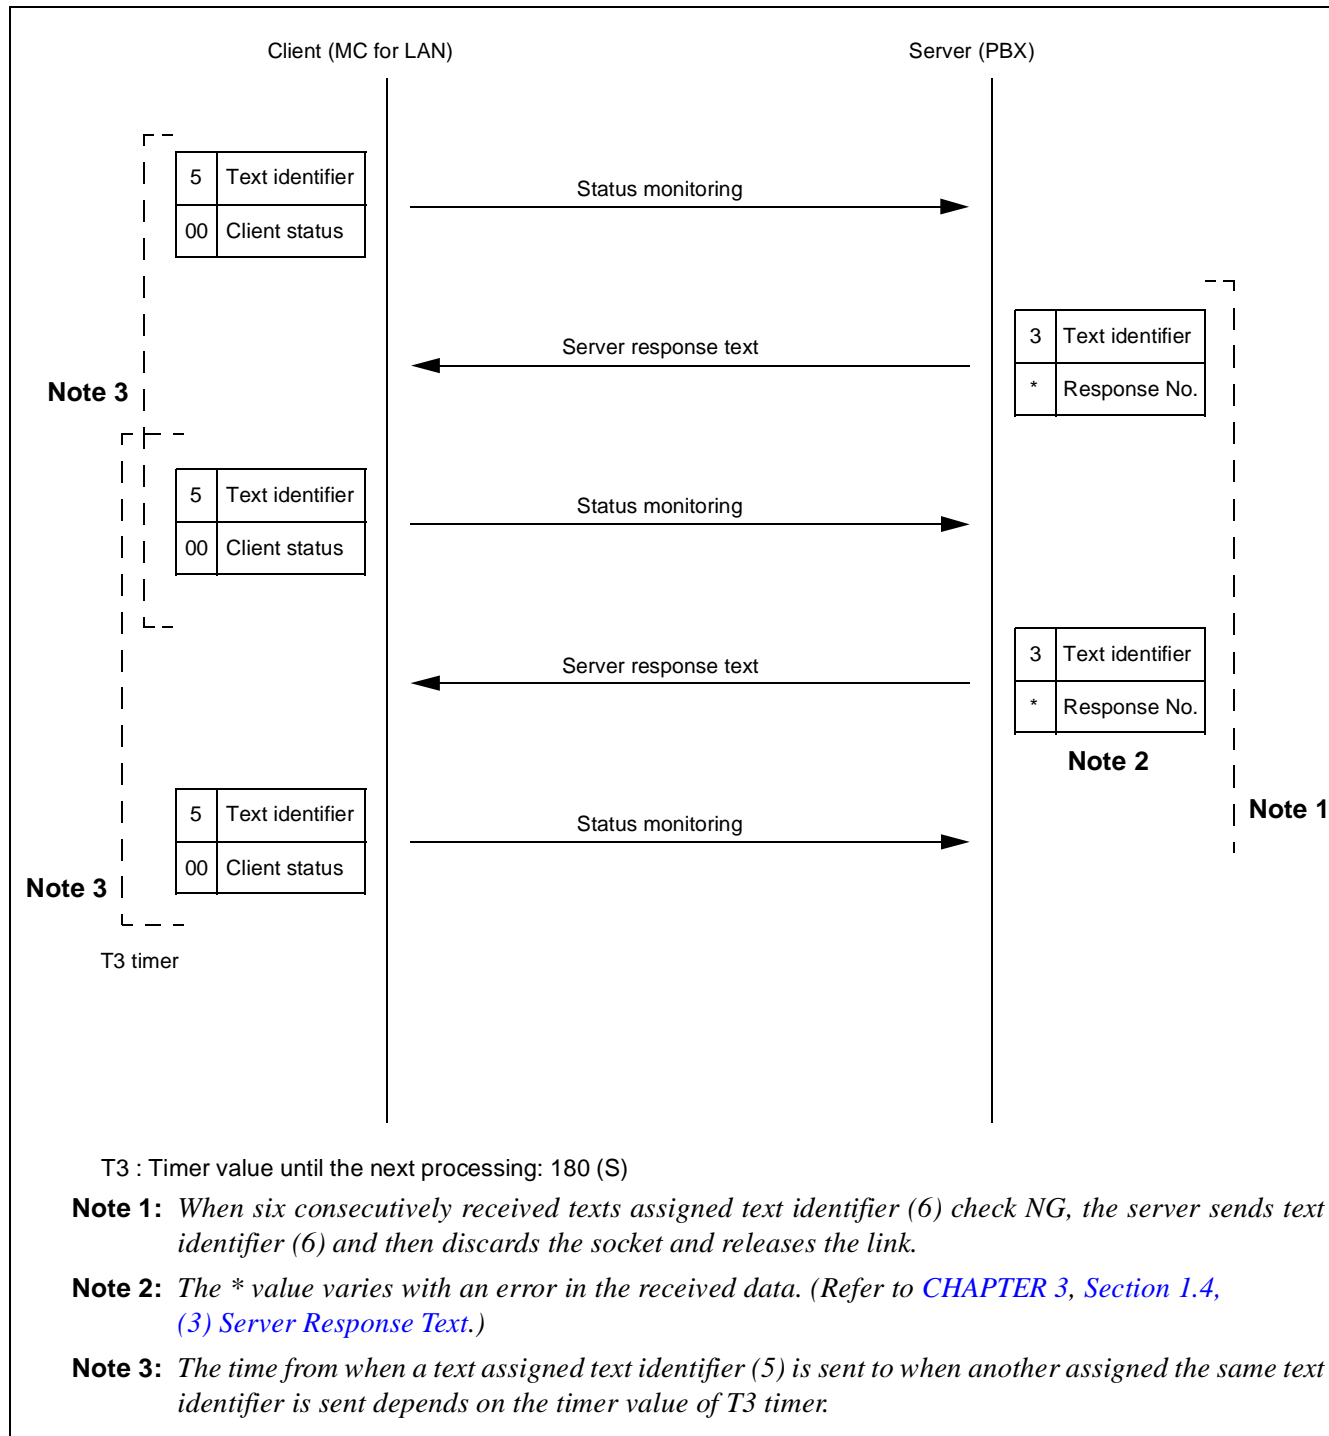 Client (MC for LAN)
Server (PBX)
5 Text identifier
00 Client status
Status monitoring
3 Text identifier
* Response No.
Server response text
Note 3
5 Text identifier
00 Client status
Status monitoring
3 Text identifier
* Response No.
Server response text
Note 2
Note 1
5 Text identifier
00 Client status
Status monitoring
Note 3
T3 timer
T3 : Timer value until the next processing: 180 (S)
Note 1: When six consecutively received texts assigned text identifier (6) check NG, the server sends text
identifier (6) and then discards the socket and releases the link.
Note 2: The * value varies with an error in the received data. (Refer to CHAPTER 3, Section 1.4,
(3) Server Response Text.)
Note 3: The time from when a text assigned text identifier (5) is sent to when another assigned the same text
identifier is sent depends on the timer value of T3 timer.